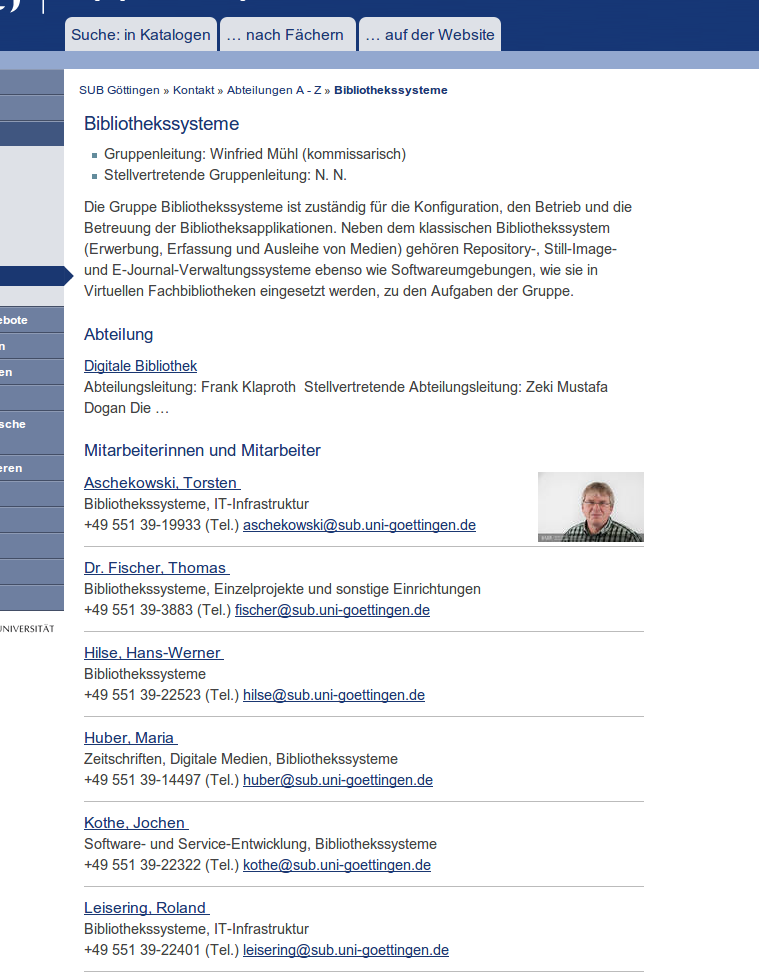 Suche: in Katalogen
… nach Fächern
… auf der Website
SUB Göttingen » Kontakt » Abteilungen A - Z » Bibliothekssysteme
Bibliothekssysteme
Gruppenleitung: Winfried Mühl (kommissarisch)
Stellvertretende Gruppenleitung: N. N.
Die Gruppe Bibliothekssysteme ist zuständig für die Konfiguration, den Betrieb und die
Betreuung der Bibliotheksapplikationen. Neben dem klassischen Bibliothekssystem
(Erwerbung, Erfassung und Ausleihe von Medien) gehören Repository-, Still-Image-
und E-Journal-Verwaltungssysteme ebenso wie Softwareumgebungen, wie sie in
Virtuellen Fachbibliotheken eingesetzt werden, zu den Aufgaben der Gruppe.
Abteilung
Digitale Bibliothek
Abteilungsleitung: Frank Klaproth  Stellvertretende Abteilungsleitung: Zeki Mustafa
Dogan Die …
Mitarbeiterinnen und Mitarbeiter
Aschekowski, Torsten
Bibliothekssysteme, IT-Infrastruktur
+49 551 39-19933 (Tel.) aschekowski@sub.uni-goettingen.de
Dr. Fischer, Thomas
Bibliothekssysteme, Einzelprojekte und sonstige Einrichtungen
+49 551 39-3883 (Tel.) fischer@sub.uni-goettingen.de
Hilse, Hans-Werner
Bibliothekssysteme
+49 551 39-22523 (Tel.) hilse@sub.uni-goettingen.de
Huber, Maria
Zeitschriften, Digitale Medien, Bibliothekssysteme
+49 551 39-14497 (Tel.) huber@sub.uni-goettingen.de
Kothe, Jochen
Software- und Service-Entwicklung, Bibliothekssysteme
+49 551 39-22322 (Tel.) kothe@sub.uni-goettingen.de
Leisering, Roland
Bibliothekssysteme, IT-Infrastruktur
+49 551 39-22401 (Tel.) leisering@sub.uni-goettingen.de
ebote
n
en
sche
eren
UNIVERSITÄT